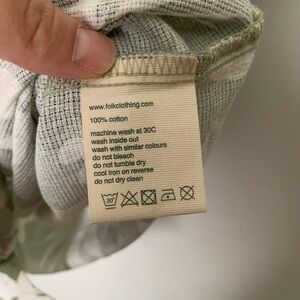 www.folkclothing.com
100% cotton
machine wash at 30C
wash inside out
wash with similar colours
do not bleach
do not tumble dry
cool iron on reverse
do not dry clean
30°